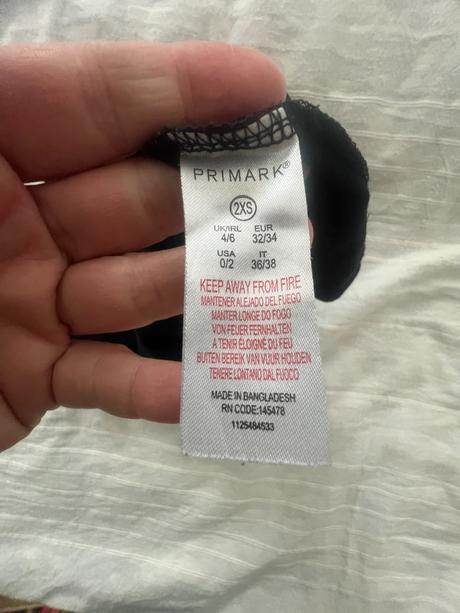 PRIMARK®
2XS
UK/IRL EUR
4/6 32/34
USA IT
0/2 36/38
KEEP AWAY FROM FIRE
MANTENER ALEJADO DEL FUEGO
MANTER LONGE DO FOGO
VON FEUER FERNHALTEN
A TENIR ÉLOIGNÉ DU FEU
BUITEN BEREIK VAN VUUR HOUDEN
TENERE LONTANO DAL FUOCO
MADE IN BANGLADESH
RN CODE:145478
1125484533